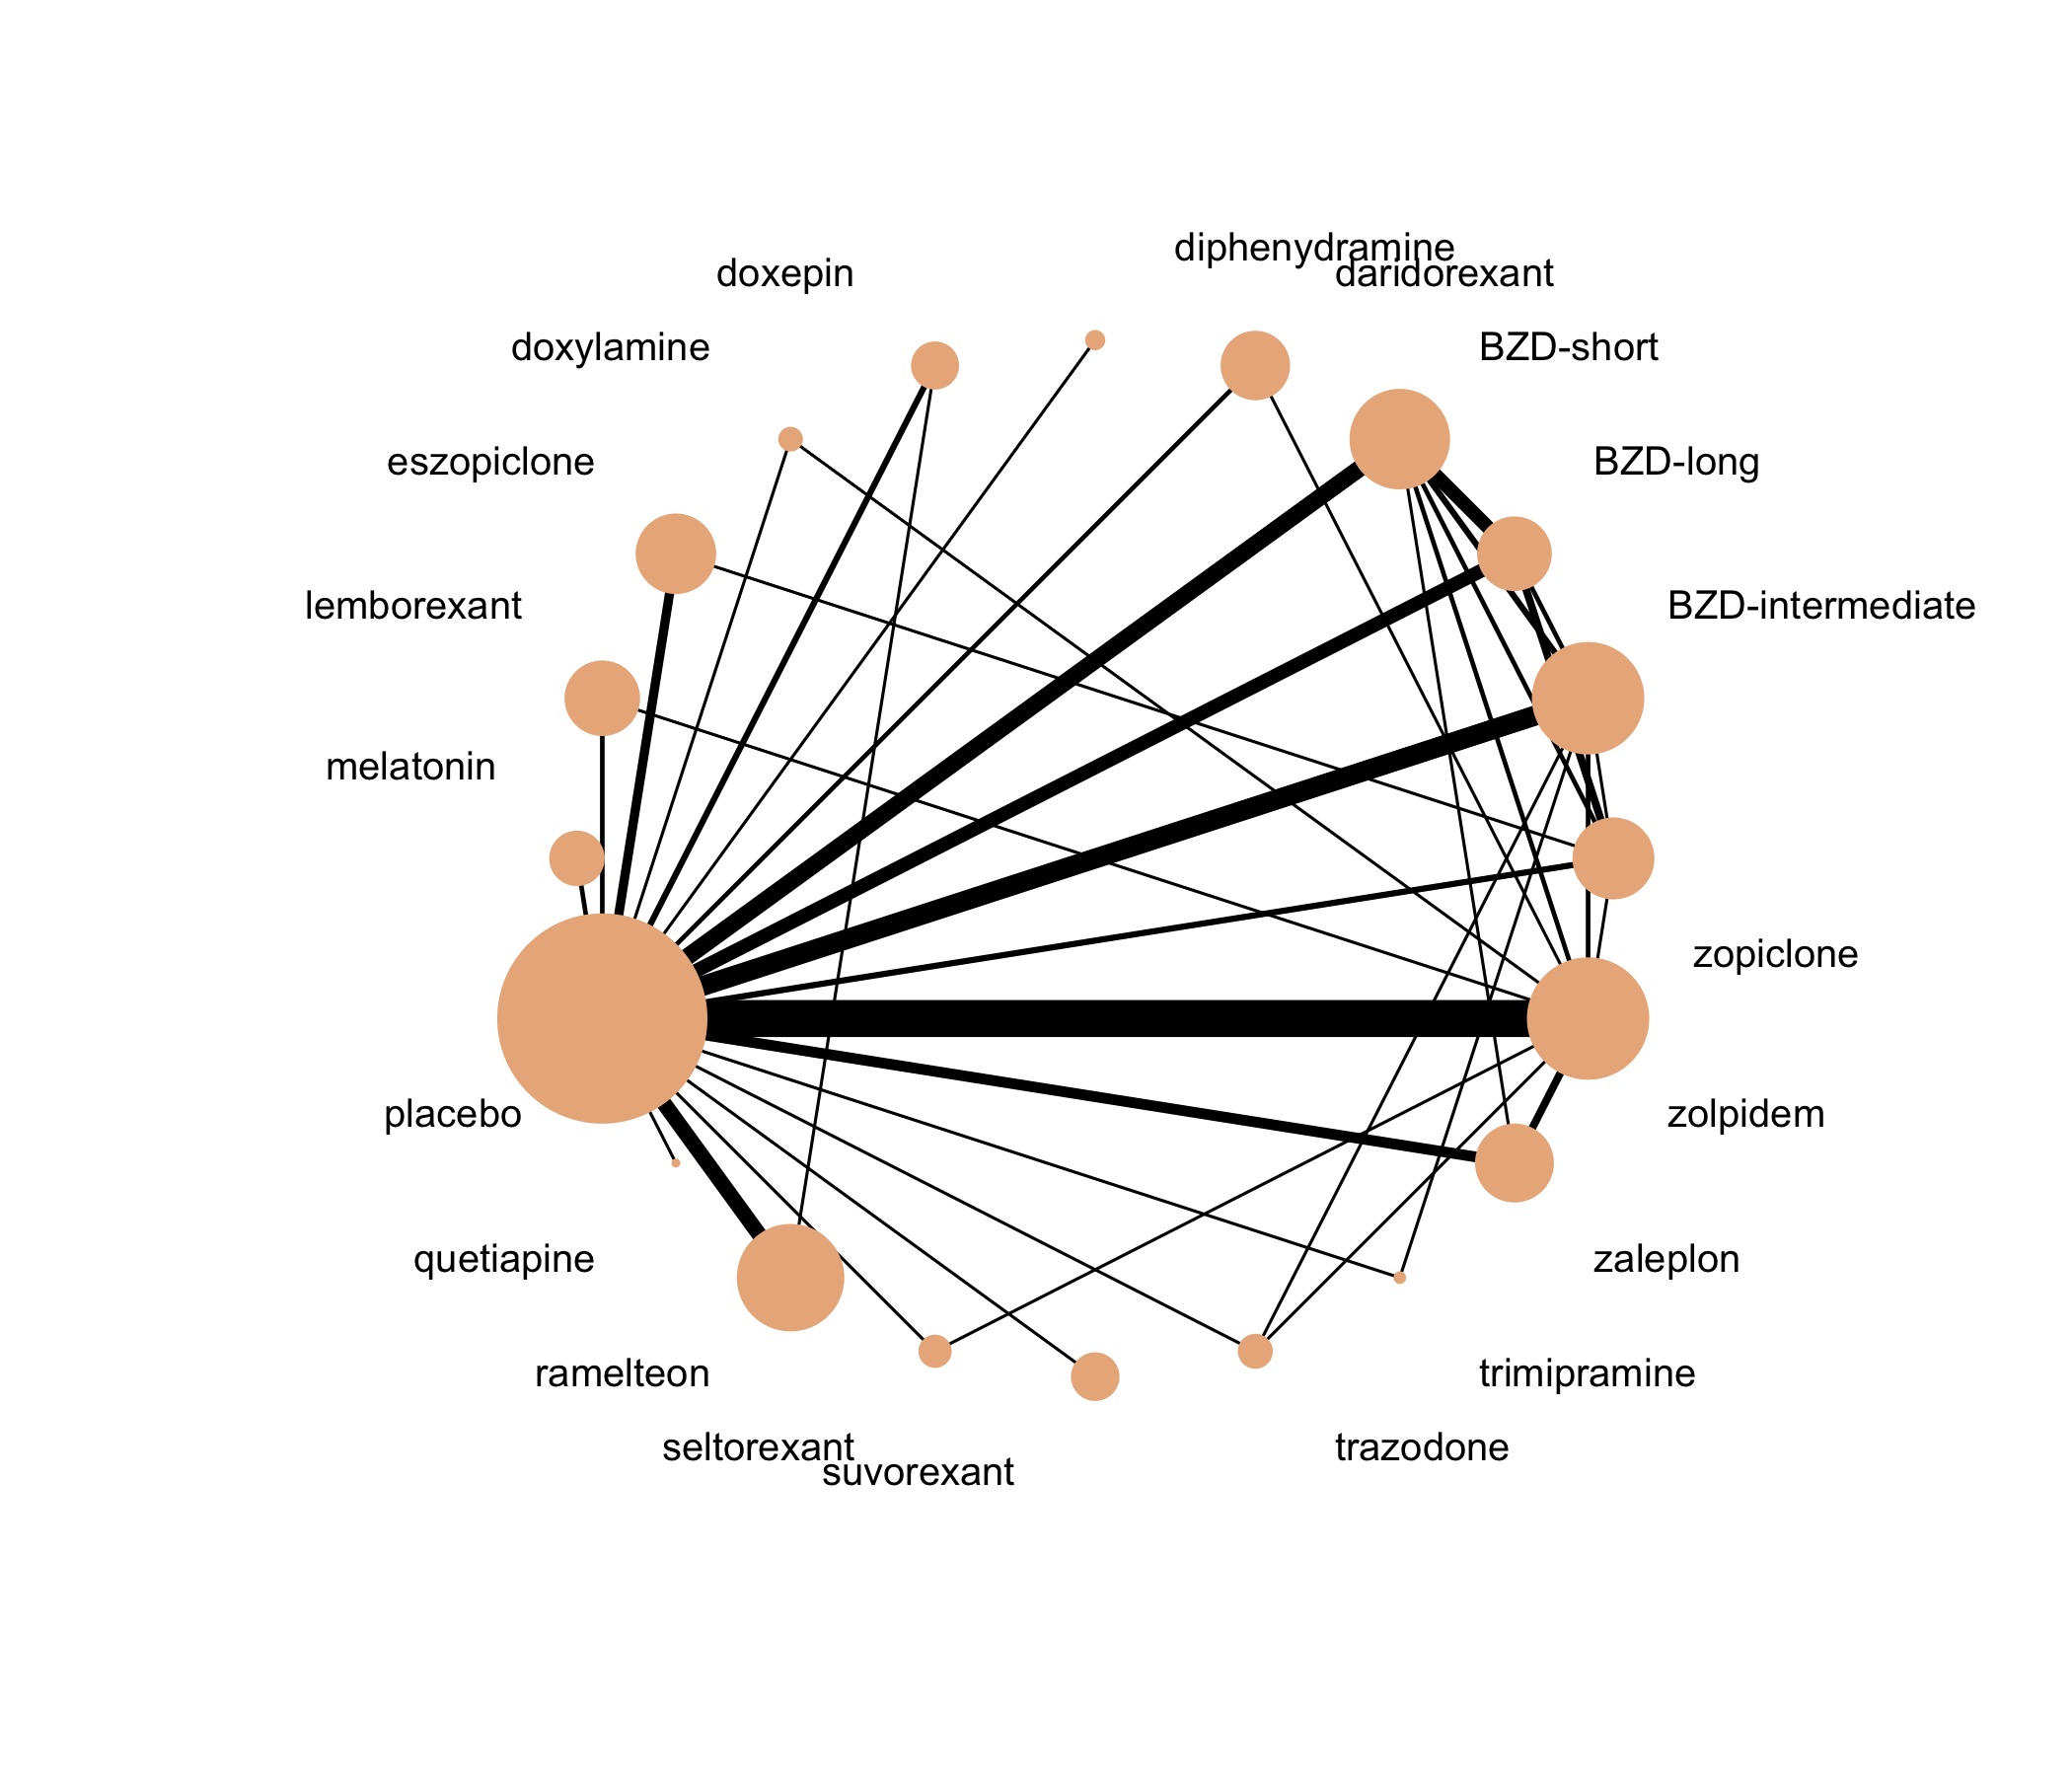 diphenydramine
doxepin
daridorexant
doxylamine
BZD-short
eszopiclone
BZD-long
lemborexant
BZD-intermediate
melatonin
zopiclone
placebo
zolpidem
quetiapine
zaleplon
ramelteon
trimipramine
seltorexant
trazodone
suvorexant